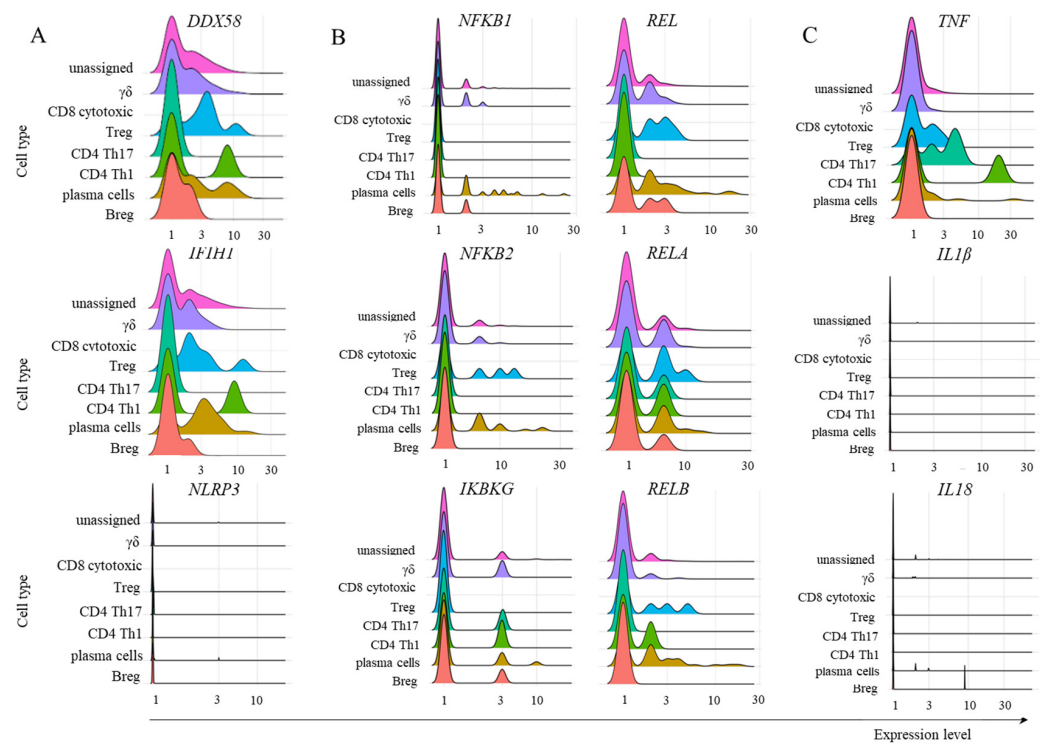 A
DDX58
Cell type
unassigned
γδ
CD8 cytotoxic
Treg
CD4 Th17
CD4 Th1
plasma cells
Breg
1 3 10 30
IFIH1
Cell type
unassigned
γδ
CD8 cytotoxic
Treg
CD4 Th17
CD4 Th1
plasma cells
Breg
1 3 10 30
NLRP3
Cell type
unassigned
γδ
CD8 cytotoxic
Treg
CD4 Th17
CD4 Th1
plasma cells
Breg
1 3 10
B
NFKB1 REL
unassigned
γδ
CD8 cytotoxic
Treg
CD4 Th17
CD4 Th1
plasma cells
Breg
1 3 10 30 1 3 10 30
NFKB2 RELA
unassigned
γδ
CD8 cytotoxic
Treg
CD4 Th17
CD4 Th1
plasma cells
Breg
1 10 30 1 10 30
IKBKG RELB
unassigned
γδ
CD8 cytotoxic
Treg
CD4 Th17
CD4 Th1
plasma cells
Breg
1 3 10 1 3 10 30
C
TNF
unassigned
γδ
CD8 cytotoxic
Treg
CD4 Th17
CD4 Th1
plasma cells
Breg
1 3 10 30
IL1β
unassigned
γδ
CD8 cytotoxic
Treg
CD4 Th17
CD4 Th1
plasma cells
Breg
1 3 10 30
IL18
unassigned
γδ
CD8 cytotoxic
Treg
CD4 Th17
CD4 Th1
plasma cells
Breg
1 3 10 30
Expression level